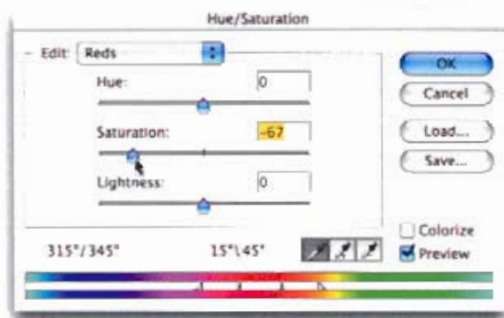 Hue/Saturation
Edit: Reds
OK
Hue: 0
Cancel
Saturation: -67
Load...
Save...
Lightness: 0
Colorize
315°/345° 15°\45°
Preview